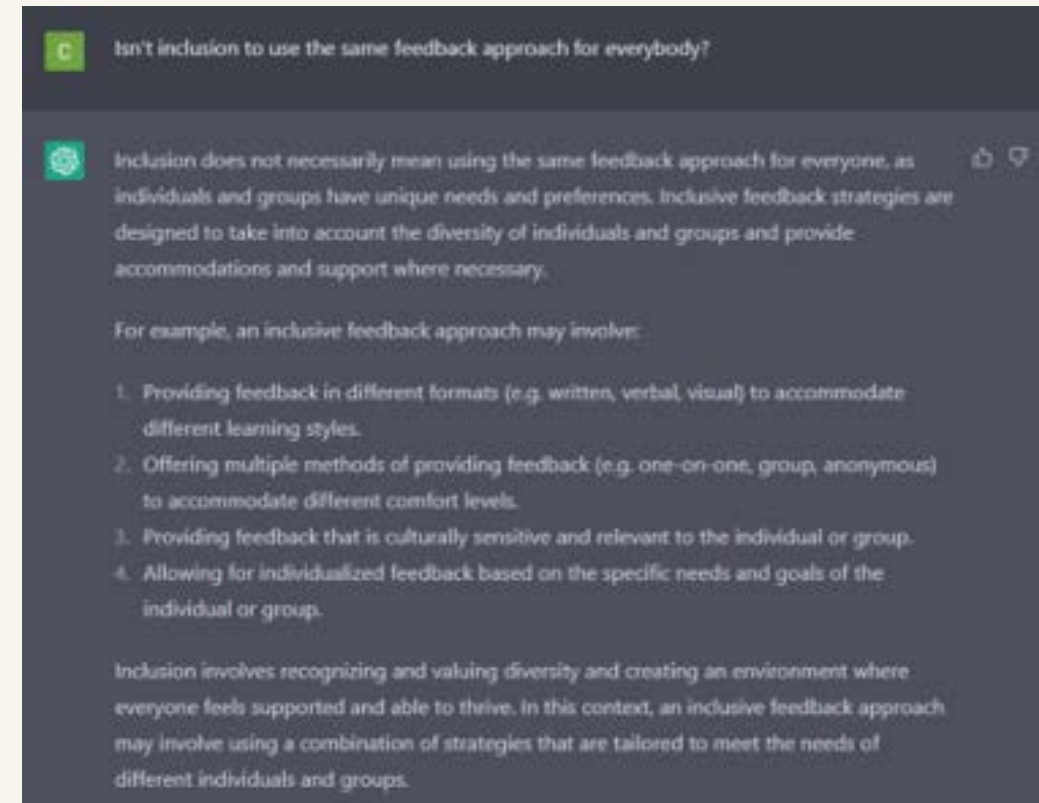 C
Isn't inclusion to use the same feedback approach for everybody?
Inclusion does not necessarily mean using the same feedback approach for everyone, as
individuals and groups have unique needs and preferences. Inclusive feedback strategies are
designed to take into account the diversity of individuals and groups and provide
accommodations and support where necessary.
For example, an inclusive feedback approach may involve:
1. Providing feedback in different formats (e.g. written, verbal, visual) to accommodate
different learning styles.
2. Offering multiple methods of providing feedback (e.g. one-on-one, group, anonymous)
to accommodate different comfort levels.
3. Providing feedback that is culturally sensitive and relevant to the individual or group.
4. Allowing for individualized feedback based on the specific needs and goals of the
individual or group.
Inclusion involves recognizing and valuing diversity and creating an environment where
everyone feels supported and able to thrive. In this context, an inclusive feedback approach
may involve using a combination of strategies that are tailored to meet the needs of
different individuals and groups.